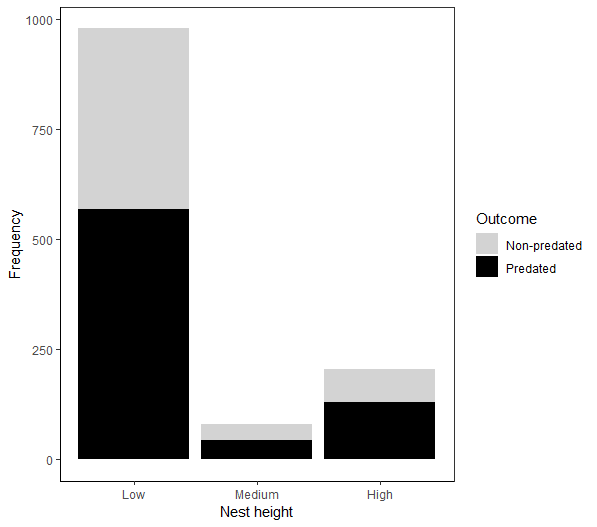 1000
750
500
250
0
Frequency
Low Medium High
Nest height
Outcome
Non-predated
Predated